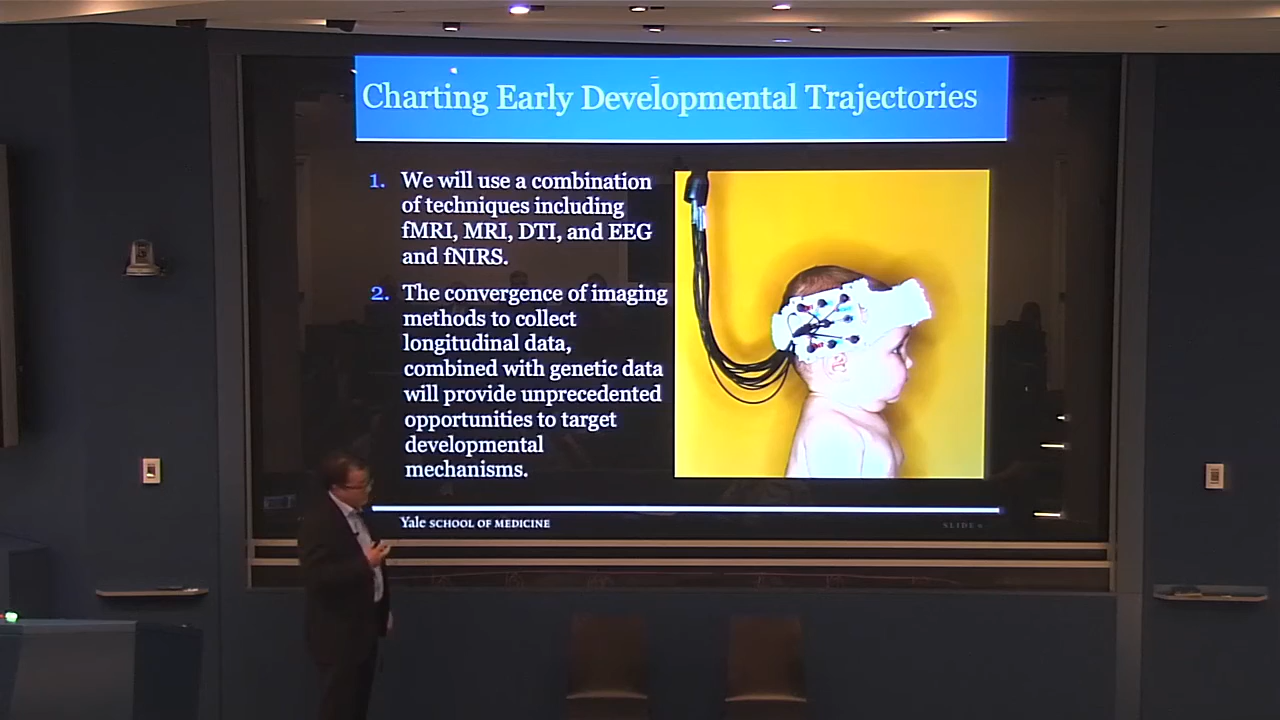 Charting Early Developmental Trajectories
1. We will use a combination
of techniques including
fMRI, MRI, DTI, and EEG
and fNIRS.
2. The convergence of imaging
methods to collect
longitudinal data,
combined with genetic data
will provide unprecedented
opportunities to target
developmental
mechanisms.
Yale SCHOOL OF MEDICINE
SLIDE